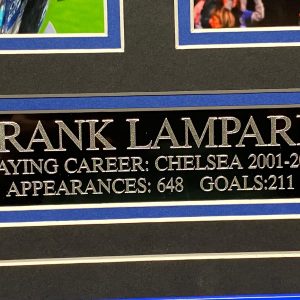 RANK LAMPAR
AYING CAREER: CHELSEA 2001-20
APPEARANCES: 648 GOALS:211